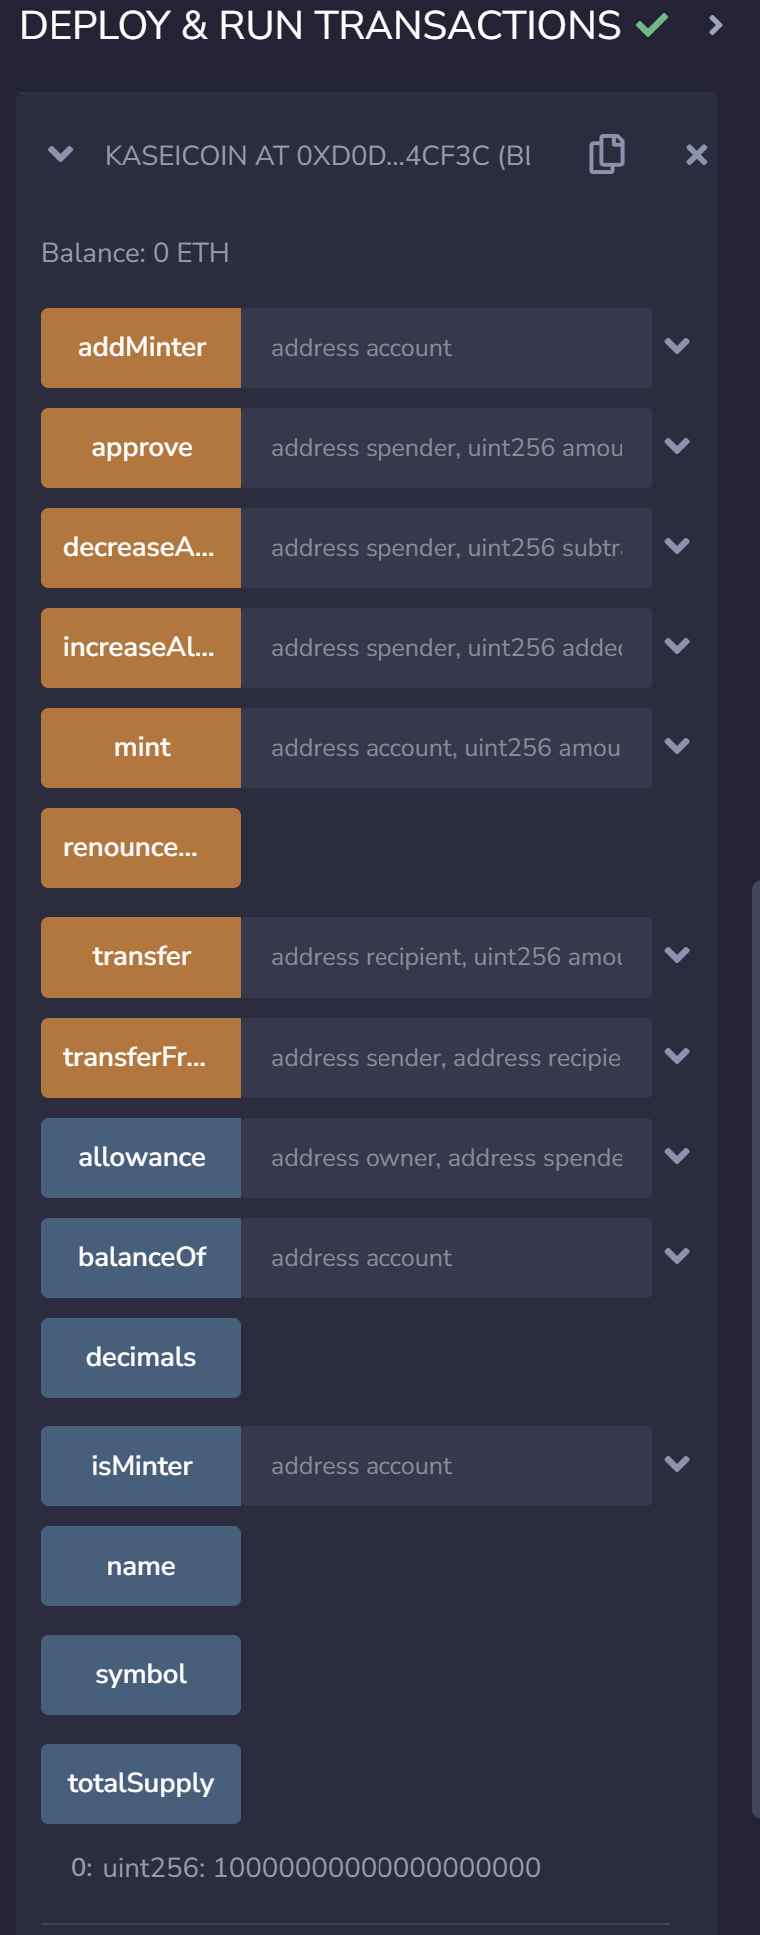 DEPLOY & RUN TRANSACTIONS
KASEICOIN AT 0XD0D...4CF3C (BL
Balance: 0 ETH
addMinter address account
approve address spender, uint256 amou
decreaseA... address spender, uint256 subtr
increaseAl... address spender, uint256 added
mint address account, uint256 amou
renounce...
transfer address recipient, uint256 amou
transferFr... address sender, address recipie
allowance address owner, address spende
balanceOf address account
decimals
isMinter address account
name
symbol
totalSupply
0: uint256: 10000000000000000000